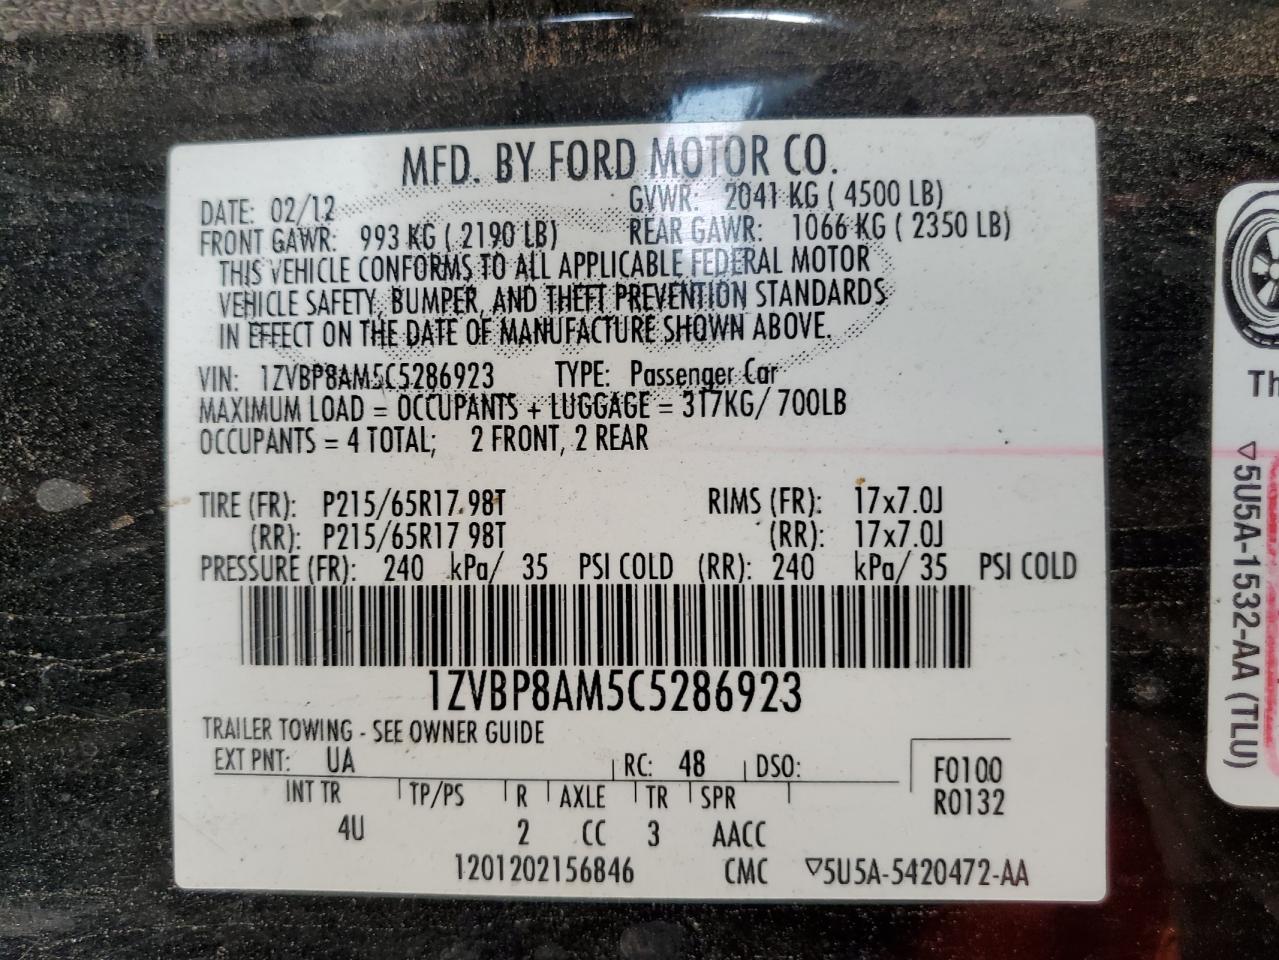 MFD. BY FORD MOTOR CO.
DATE: 02/12 GVWR: 2041 KG ( 4500 LB)
FRONT GAWR: 993 KG ( 2190 LB) REAR GAWR: 1066 KG ( 2350 LB)
THIS VEHICLE CONFORMS TO ALL APPLICABLE FEDERAL MOTOR
VEHICLE SAFETY, BUMPER, AND THEFT PREVENTION STANDARDS
IN EFFECT ON THE DATE OF MANUFACTURE SHOWN ABOVE.
VIN: 1ZVBP8AM5C5286923 TYPE: Passenger Car
MAXIMUM LOAD = OCCUPANTS + LUGGAGE = 317KG/ 700LB
OCCUPANTS = 4 TOTAL; 2 FRONT, 2 REAR
TIRE (FR): P215/65R17 98T RIMS (FR): 17x7.0J
(RR): P215/65R17 98T (RR): 17x7.0J
PRESSURE (FR): 240 kPa/ 35 PSI COLD (RR): 240 kPa/ 35 PSI COLD
1ZVBP8AM5C5286923
TRAILER TOWING - SEE OWNER GUIDE
EXT PNT: UA RC: 48 DSO:
INT TR TP/PS R AXLE TR SPR
4U 2 CC 3 AACC
F0100
R0132
1201202156846 CMC ▽5U5A-5420472-AA
Th
▽5U5A-1532-AA (TLU)